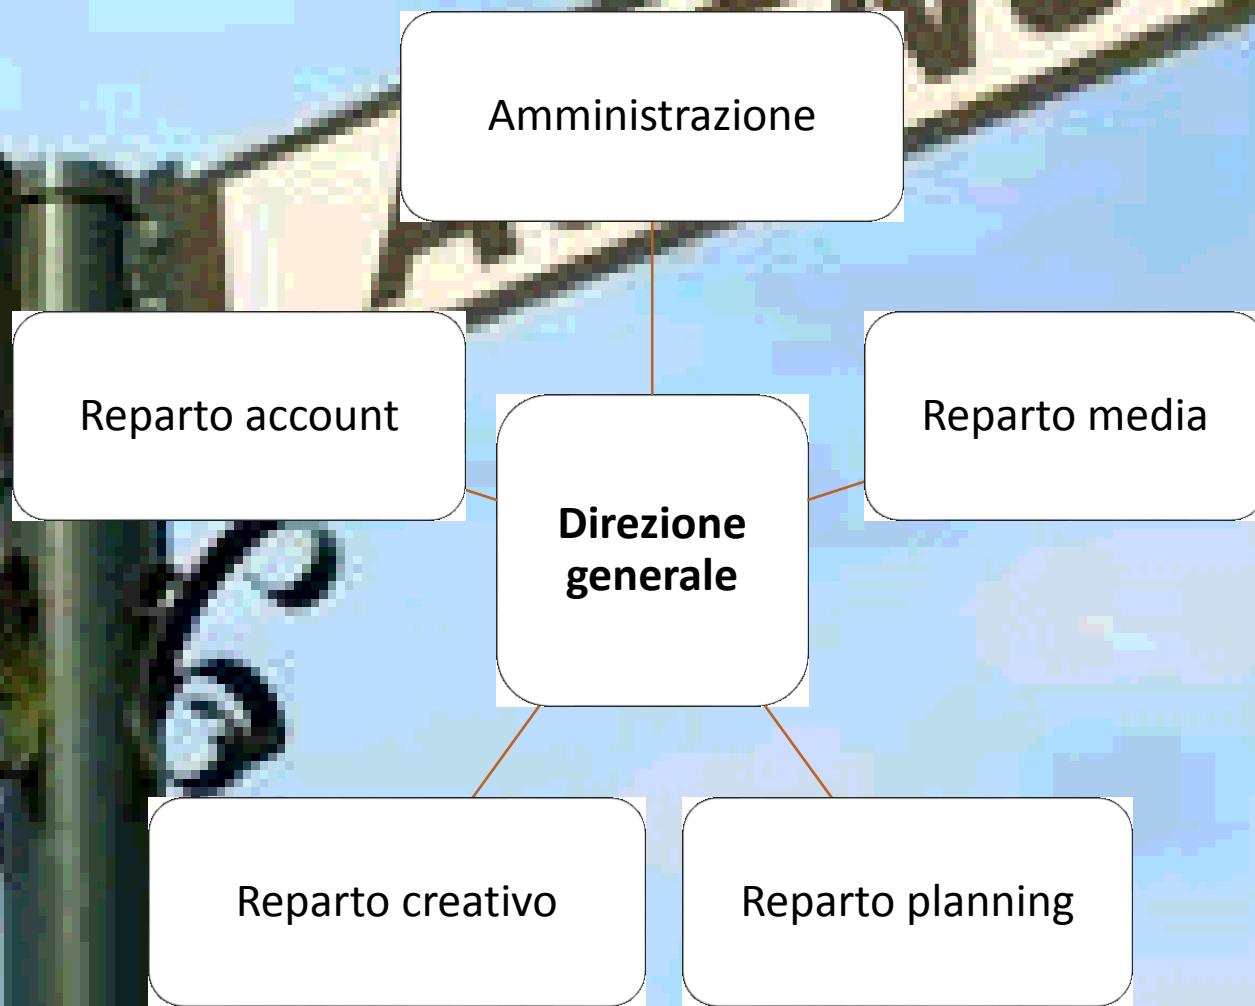 Amministrazione
Reparto account
Reparto media
Direzione
generale
Reparto creativo
Reparto planning